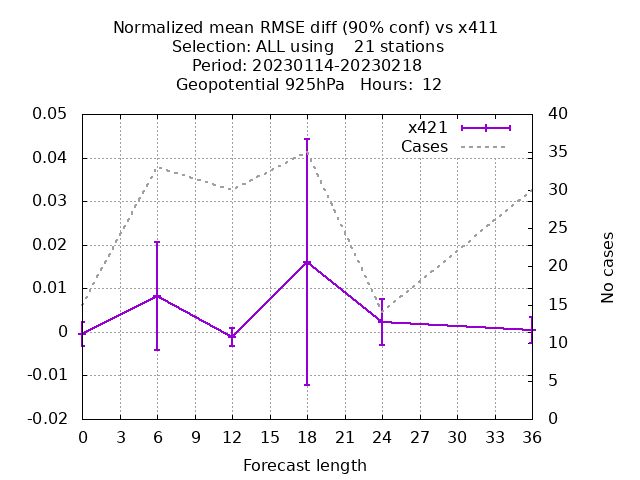 Normalized mean RMSE diff (90% conf) vs x411
Selection: ALL using    21 stations
Period: 20230114-20230218
Geopotential 925hPa   Hours:  12
x421
Cases
0.05
0.04
0.03
0.02
0.01
0
-0.01
-0.02
40
35
30
25
20
15
10
5
0
No cases
0 3 6 9 12 15 18 21 24 27 30 33 36
Forecast length